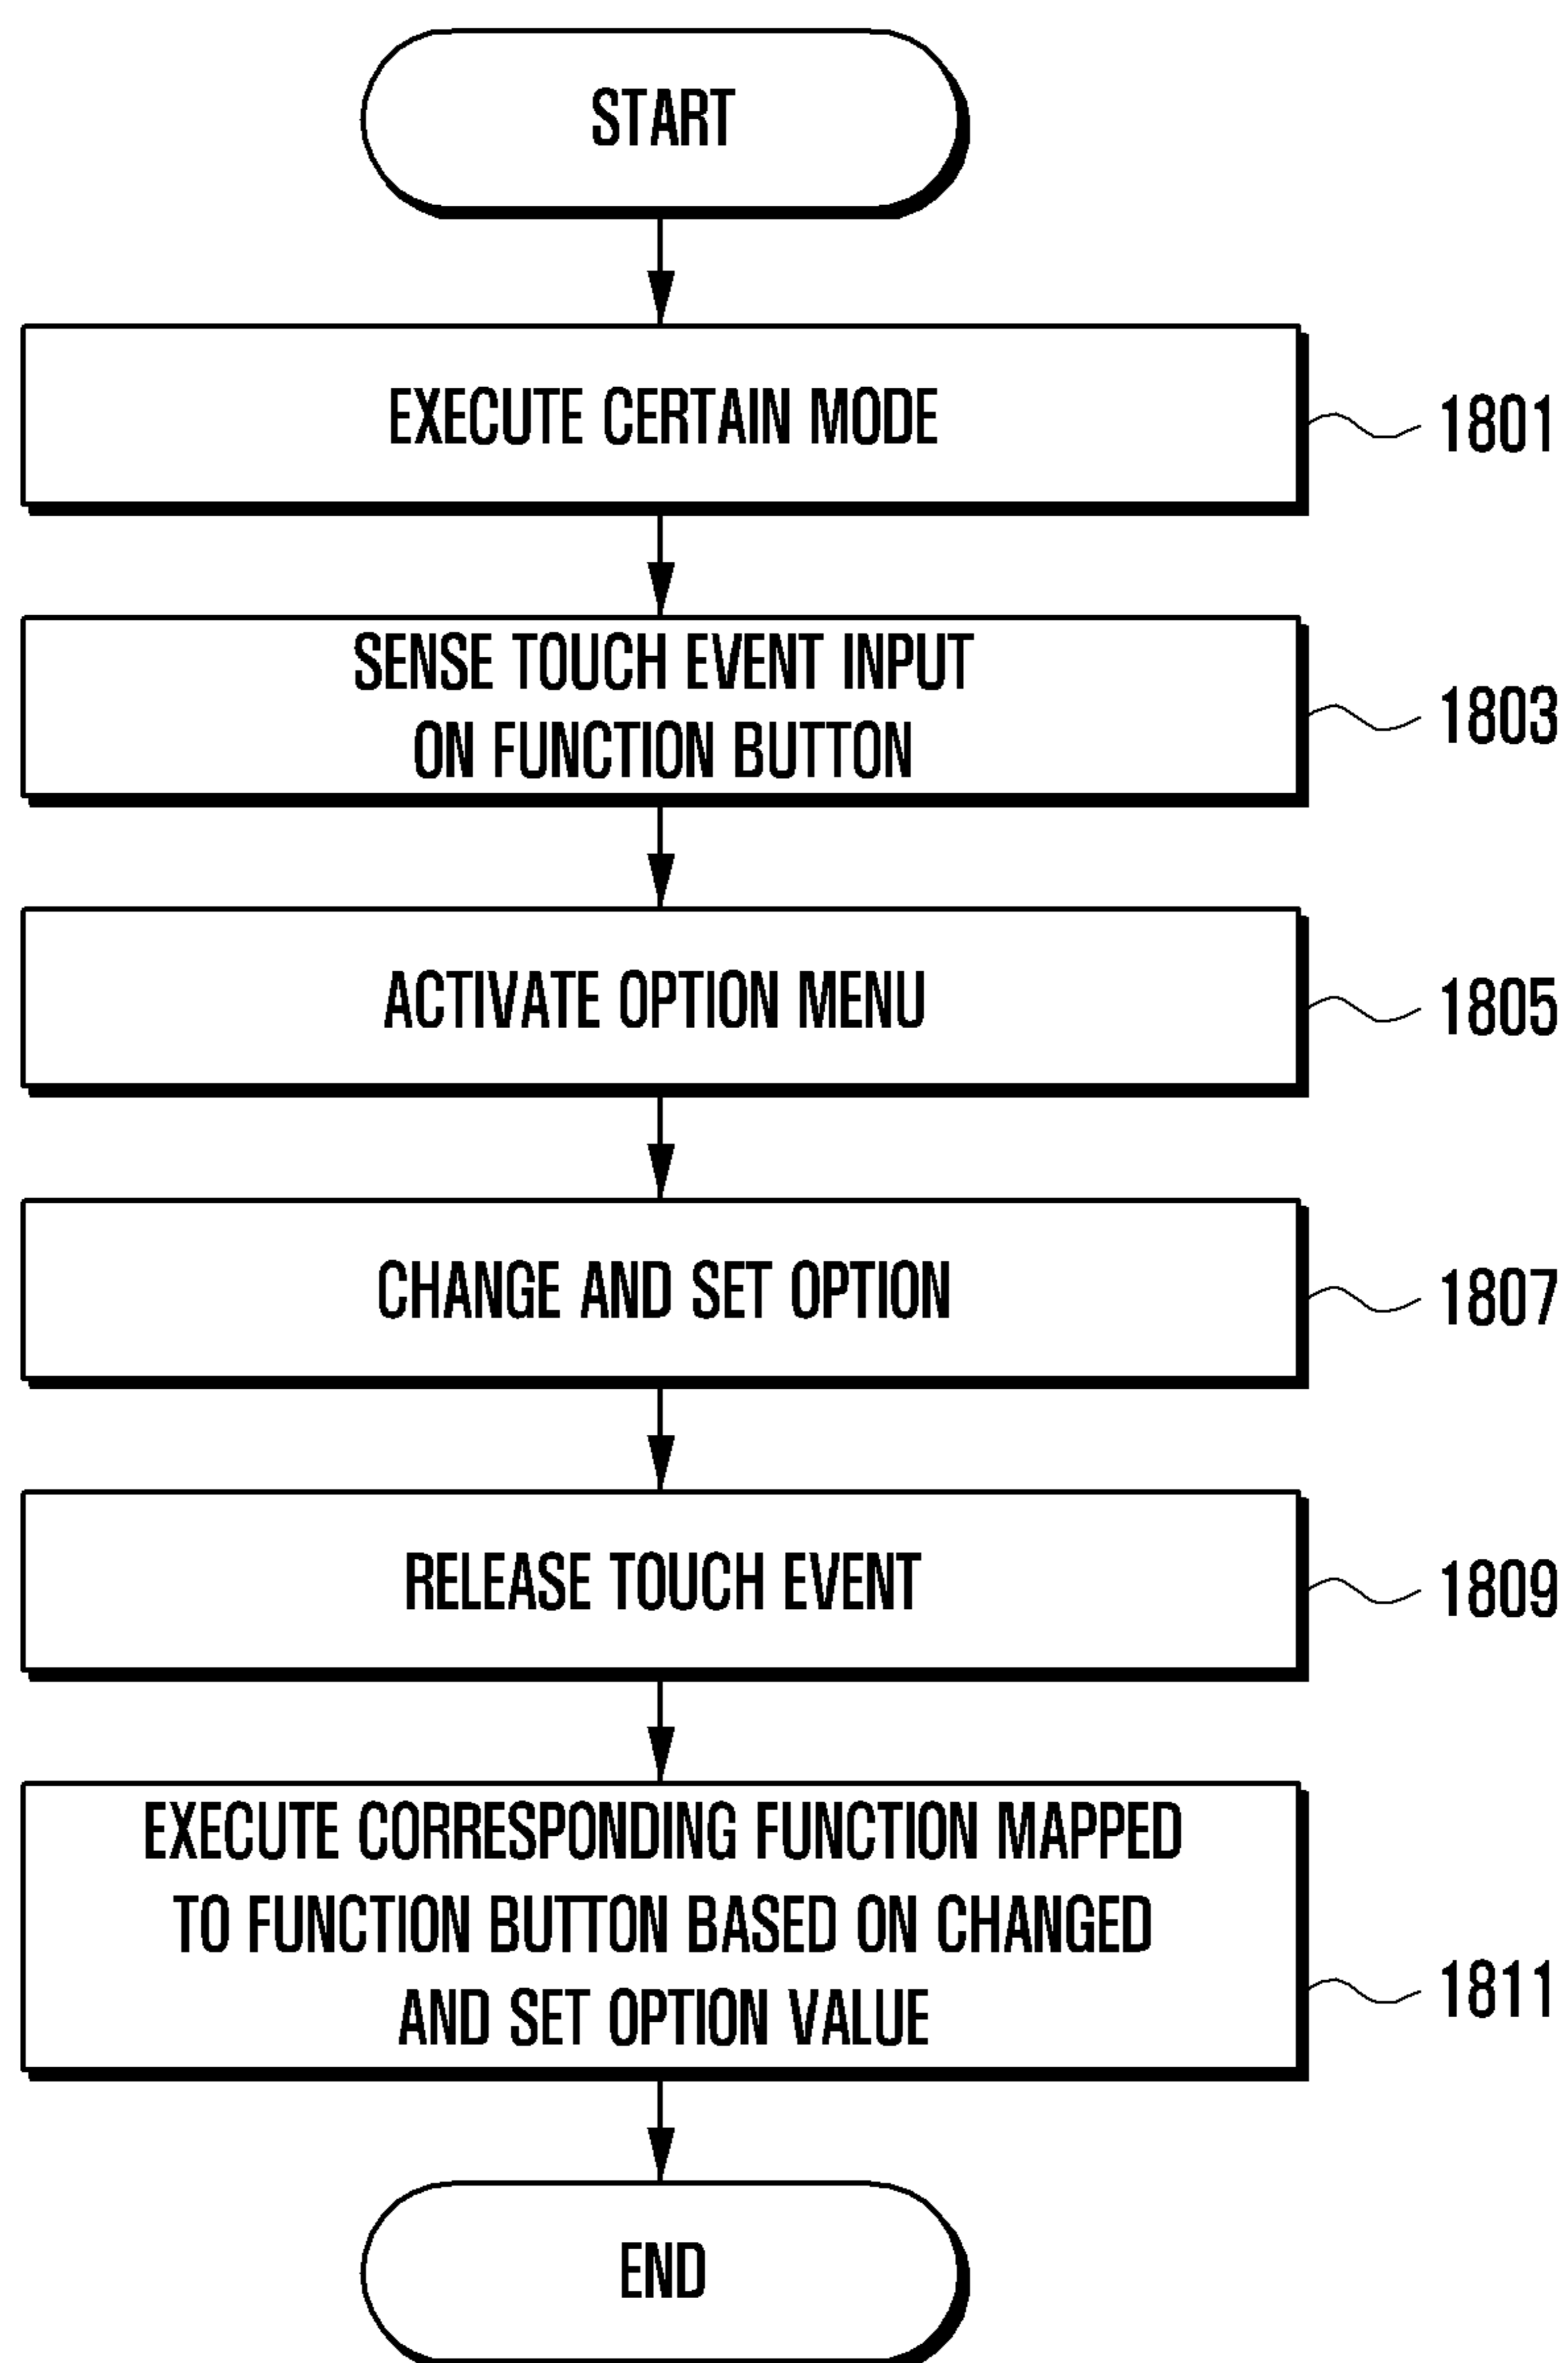 START
EXECUTE CERTAIN MODE
1801
SENSE TOUCH EVENT INPUT
ON FUNCTION BUTTON
1803
ACTIVATE OPTION MENU
1805
CHANGE AND SET OPTION
1807
RELEASE TOUCH EVENT
1809
EXECUTE CORRESPONDING FUNCTION MAPPED
TO FUNCTION BUTTON BASED ON CHANGED
AND SET OPTION VALUE
1811
END